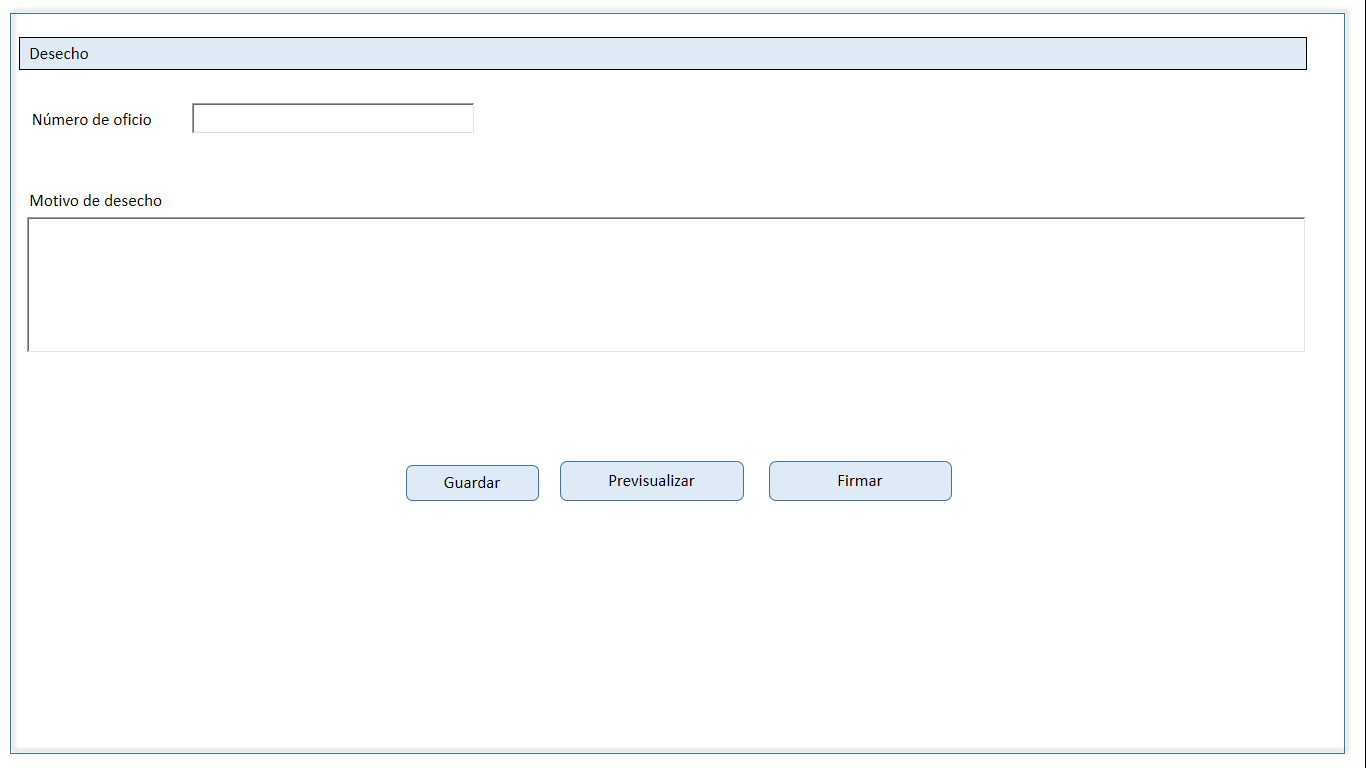 Desecho
Número de oficio
Motivo de desecho
Guardar
Previsualizar
Firmar